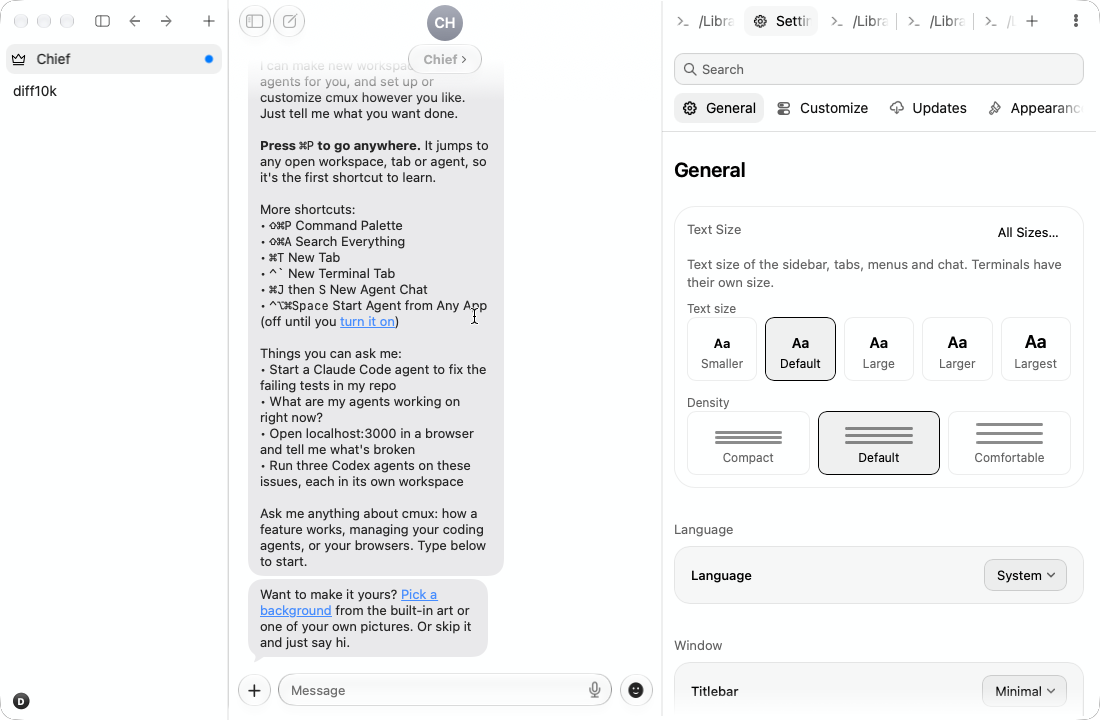 Chief
diff10k
D
CH
Chief
I can make new
agents for you, and set up or
customize cmux however you like.
Just tell me what you want done.
Press ⌘P to go anywhere. It jumps to
any open workspace, tab or agent, so
it's the first shortcut to learn.
More shortcuts:
• ⇧⌘P Command Palette
• ⇧⌘A Search Everything
• ⌘T New Tab
• ^` New Terminal Tab
• ⌘J then S New Agent Chat
• ^⌥⌘Space Start Agent from Any App
(off until you turn it on)
Things you can ask me:
• Start a Claude Code agent to fix the
failing tests in my repo
• What are my agents working on
right now?
• Open localhost:3000 in a browser
and tell me what's broken
• Run three Codex agents on these
issues, each in its own workspace
Ask me anything about cmux: how a
feature works, managing your coding
agents, or your browsers. Type below
to start.
Want to make it yours? Pick a
background from the built-in art or
one of your own pictures. Or skip it
and just say hi.
Message
/Libra Settin /Libra /Libra
Search
General Customize Updates Appearanc
General
Text Size
All Sizes...
Text size of the sidebar, tabs, menus and chat. Terminals have
their own size.
Text size
Aa Aa Aa Aa Aa
Smaller Default Large Larger Largest
Density
Compact Default Comfortable
Language
Language System
Window
Titlebar Minimal